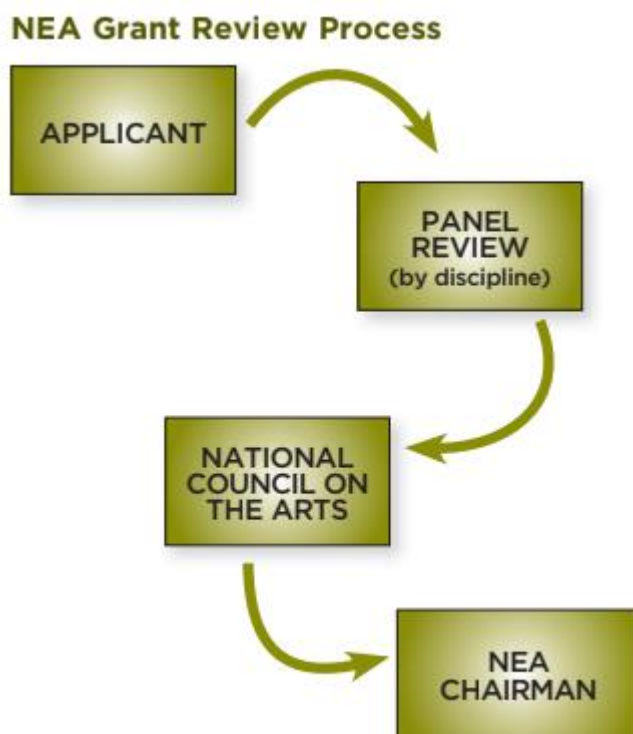 NEA Grant Review Process
APPLICANT
PANEL
REVIEW
(by discipline)
NATIONAL
COUNCIL ON
THE ARTS
NEA
CHAIRMAN